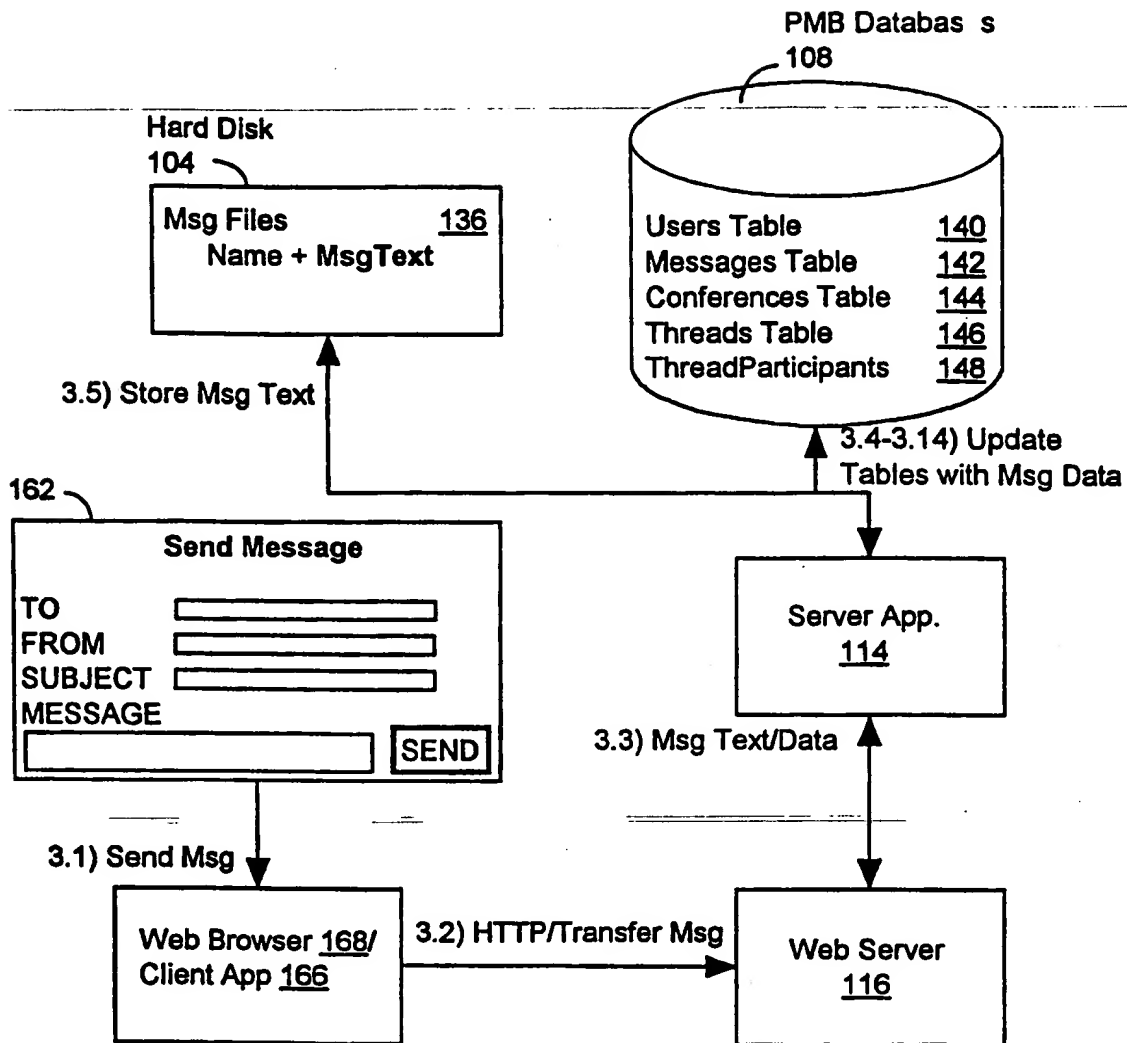 PMB Databas s
108
Hard Disk
104
Msg Files 136
Name + MsgText
Users Table 140
Messages Table 142
Conferences Table 144
Threads Table 146
ThreadParticipants 148
3.5) Store Msg Text
3.4-3.14) Update
Tables with Msg Data
162
Send Message
TO
FROM
SUBJECT
MESSAGE
SEND
Server App.
114
3.3) Msg Text/Data
3.1) Send Msg
Web Browser 168/
Client App 166
3.2) HTTP/Transfer Msg
Web Server
116